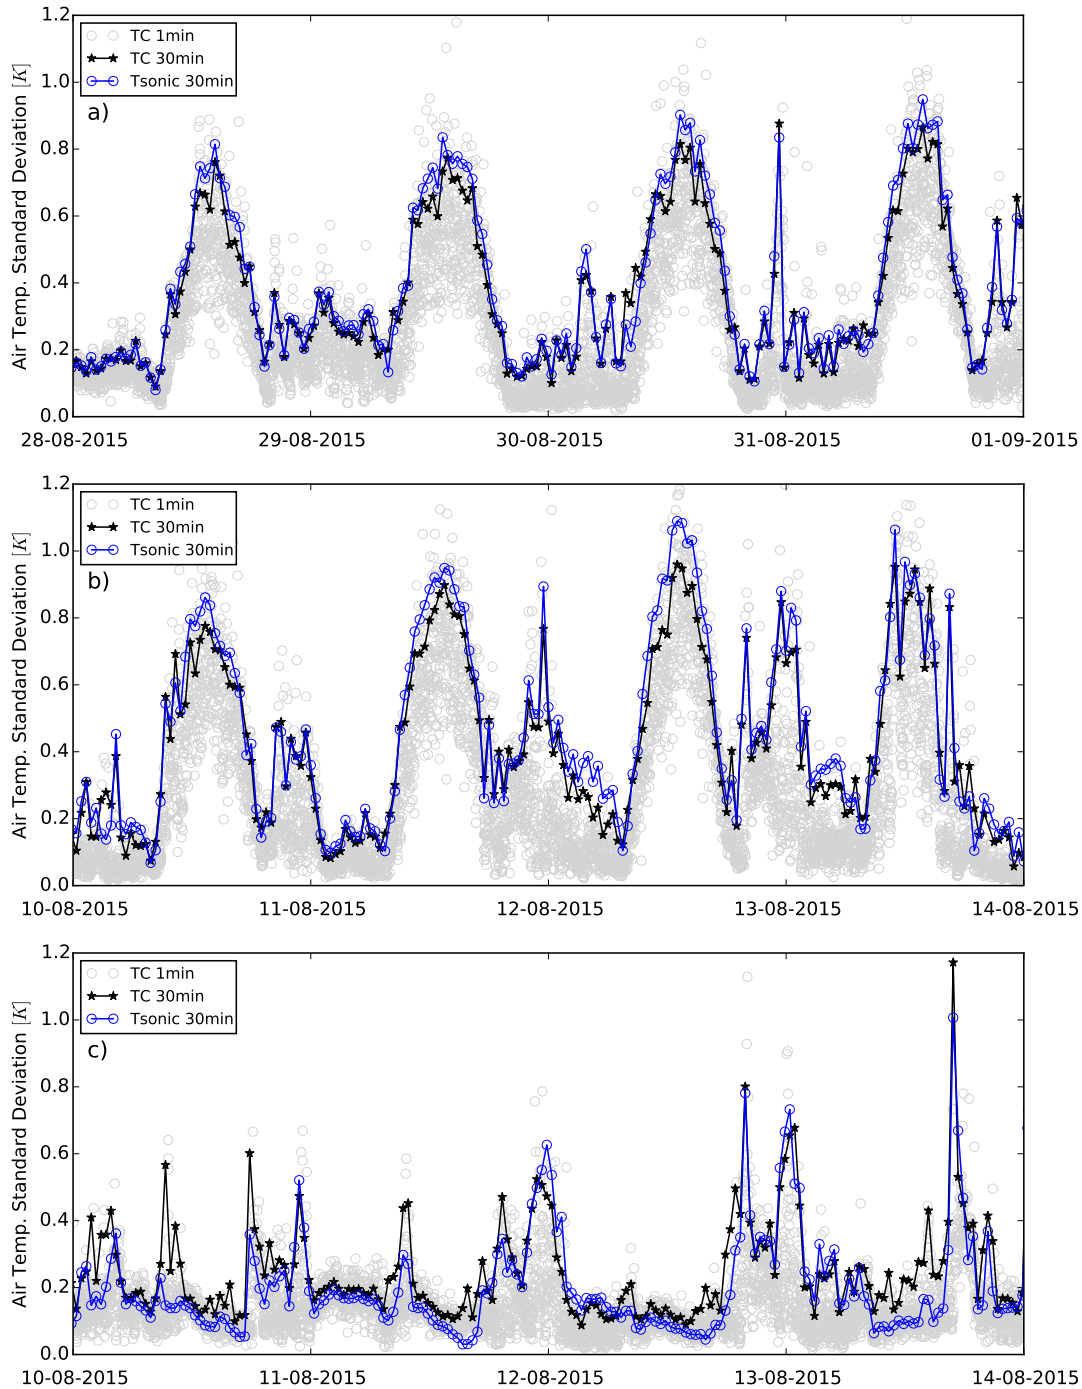 1.2
1.0
0.8
0.6
0.4
0.2
0.0
Air Temp. Standard Deviation [K]
TC 1min
TC 30min
Tsonic 30min
a)
28-08-2015 29-08-2015 30-08-2015 31-08-2015 01-09-2015
1.2
1.0
0.8
0.6
0.4
0.2
0.0
Air Temp. Standard Deviation [K]
TC 1min
TC 30min
Tsonic 30min
b)
10-08-2015 11-08-2015 12-08-2015 13-08-2015 14-08-2015
1.2
1.0
0.8
0.6
0.4
0.2
0.0
Air Temp. Standard Deviation [K]
TC 1min
TC 30min
Tsonic 30min
c)
10-08-2015 11-08-2015 12-08-2015 13-08-2015 14-08-2015